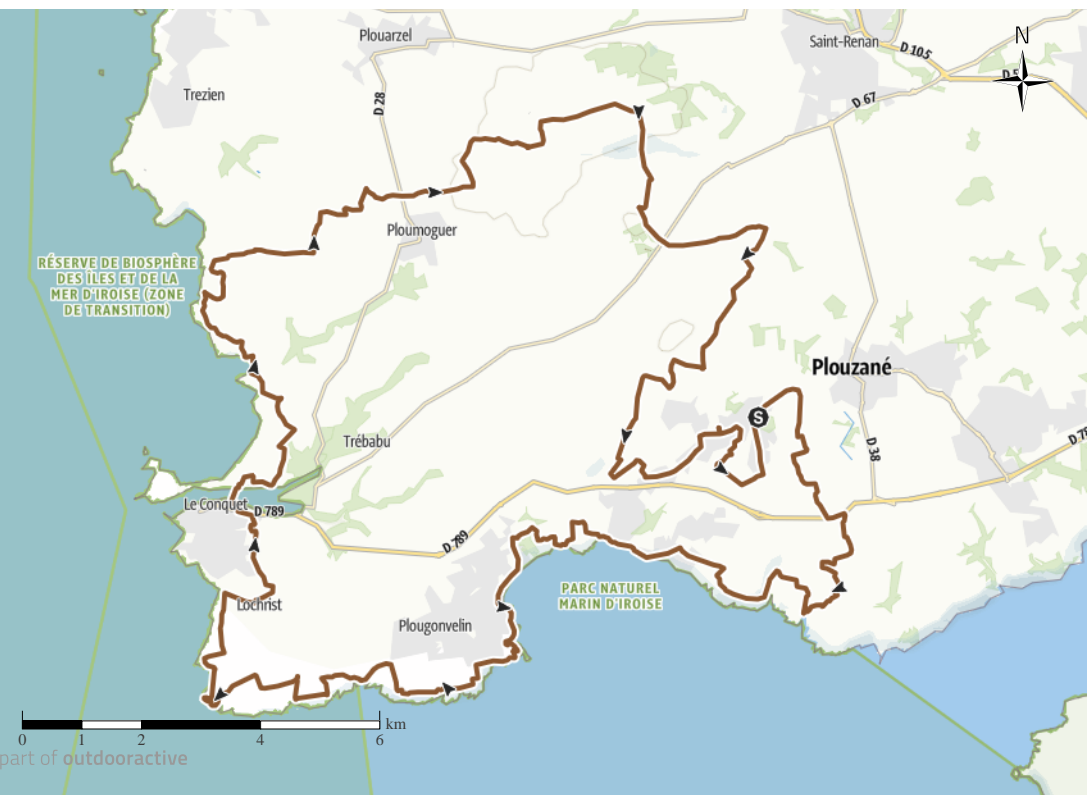 Plouarzel
Saint-Renan
D 105
N
D 5
Trezien
D 28
D 67
Ploumoguer
RÉSERVE DE BIOSPHÈRE
DES ÎLES ET DE LA
MER D'IROISE (ZONE
DE TRANSITION)
Plouzané
S
Trébabu
D 38
D 78
Le Conquet
D 789
D 789
PARC NATUREL
MARIN D'IROISE
Lochrist
Plougonvelin
km
0 1 2 4 6
part of outdooractive